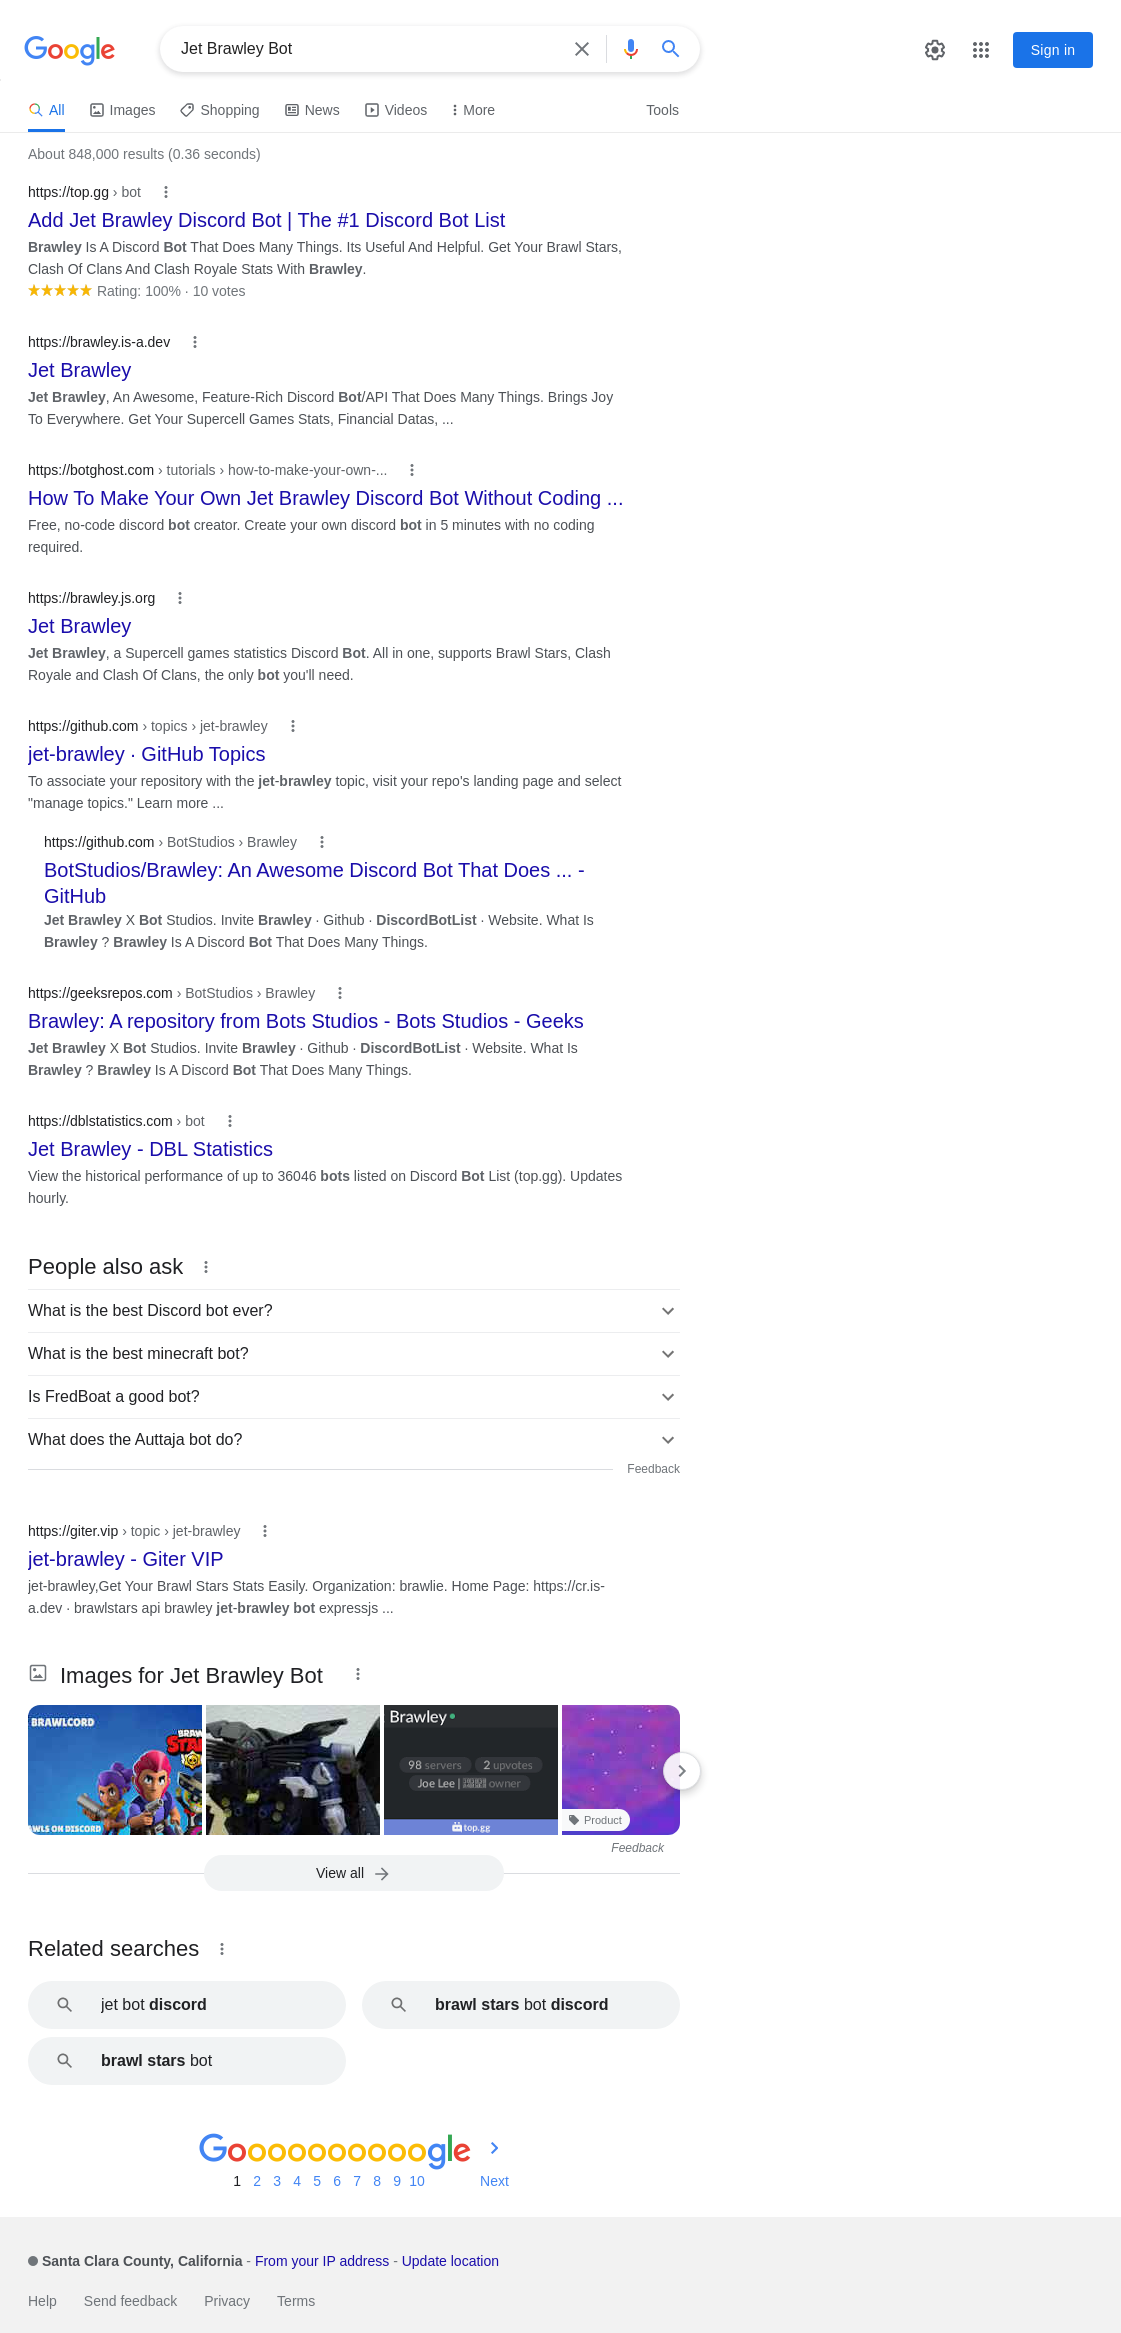 Google
Jet Brawley Bot
Sign in
All
Images
Shopping
News
Videos
More
Tools
About 848,000 results (0.36 seconds)
https://top.gg › bot
Add Jet Brawley Discord Bot | The #1 Discord Bot List
Brawley Is A Discord Bot That Does Many Things. Its Useful And Helpful. Get Your Brawl Stars,
Clash Of Clans And Clash Royale Stats With Brawley.
Rating: 100% · 10 votes
https://brawley.is-a.dev
Jet Brawley
Jet Brawley, An Awesome, Feature-Rich Discord Bot/API That Does Many Things. Brings Joy
To Everywhere. Get Your Supercell Games Stats, Financial Datas, ...
https://botghost.com › tutorials › how-to-make-your-own-...
How To Make Your Own Jet Brawley Discord Bot Without Coding ...
Free, no-code discord bot creator. Create your own discord bot in 5 minutes with no coding
required.
https://brawley.js.org
Jet Brawley
Jet Brawley, a Supercell games statistics Discord Bot. All in one, supports Brawl Stars, Clash
Royale and Clash Of Clans, the only bot you'll need.
https://github.com › topics › jet-brawley
jet-brawley · GitHub Topics
To associate your repository with the jet-brawley topic, visit your repo's landing page and select
"manage topics." Learn more ...
https://github.com › BotStudios › Brawley
BotStudios/Brawley: An Awesome Discord Bot That Does ... -
GitHub
Jet Brawley X Bot Studios. Invite Brawley · Github · DiscordBotList · Website. What Is
Brawley ? Brawley Is A Discord Bot That Does Many Things.
https://geeksrepos.com › BotStudios › Brawley
Brawley: A repository from Bots Studios - Bots Studios - Geeks
Jet Brawley X Bot Studios. Invite Brawley · Github · DiscordBotList · Website. What Is
Brawley ? Brawley Is A Discord Bot That Does Many Things.
https://dblstatistics.com › bot
Jet Brawley - DBL Statistics
View the historical performance of up to 36046 bots listed on Discord Bot List (top.gg). Updates
hourly.
People also ask
What is the best Discord bot ever?
What is the best minecraft bot?
Is FredBoat a good bot?
What does the Auttaja bot do?
Feedback
https://giter.vip › topic › jet-brawley
jet-brawley - Giter VIP
jet-brawley,Get Your Brawl Stars Stats Easily. Organization: brawlie. Home Page: https://cr.is-
a.dev · brawlstars api brawley jet-brawley bot expressjs ...
Images for Jet Brawley Bot
BRAWLCORD
BRAW
STA
AWLS ON DISCORD
Brawley
98 servers
2 upvotes
Joe Lee | owner
top.gg
Product
Feedback
View all
Related searches
jet bot discord
brawl stars bot discord
brawl stars bot
Goooooooooogle
1 2 3 4 5 6 7 8 9 10 Next
Santa Clara County, California - From your IP address - Update location
Help Send feedback Privacy Terms